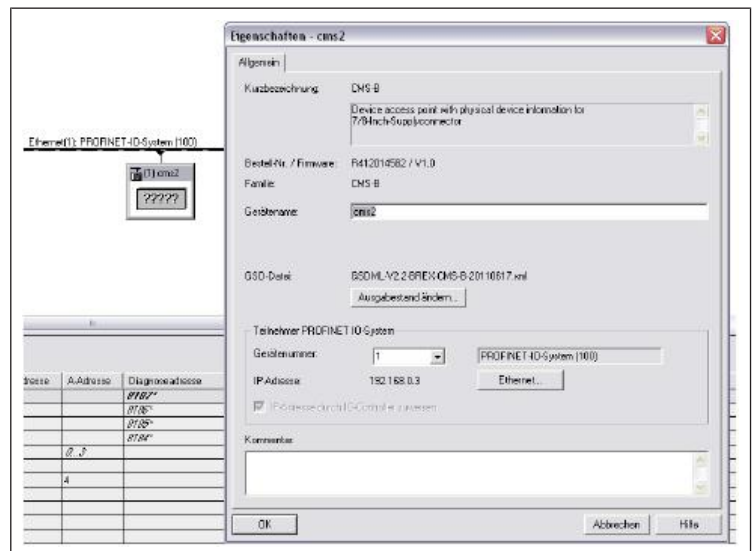 Eigenschaften - cms2
Allgemein
Kurzbezeichnung: CMS-B
Device access point with physical device information for
7/8-Inch-Supplyconnector
Ethernet(1): PROFINET-IO-System (100)
(1) cms2
?????
Bestell-Nr. / Firmware: R412014582 / V1.0
Familie: CMS-B
Gerätename: cms2
GSD-Datei: GSDML-V2.2-BREX-CMS-B-20110617.xml
Ausgabestand ändern...
Teilnehmer PROFINET IO-System
Gerätenummer: 1 PROFINET-IO-System (100)
IP-Adresse: 192.168.0.3 Ethernet...
IP-Adresse durch IO-Controller zuweisen
Kommentar:
OK Abbrechen Hilfe
dresse A-Adresse Diagnoseadresse
8187*
8186*
8185*
8184*
0...3
4